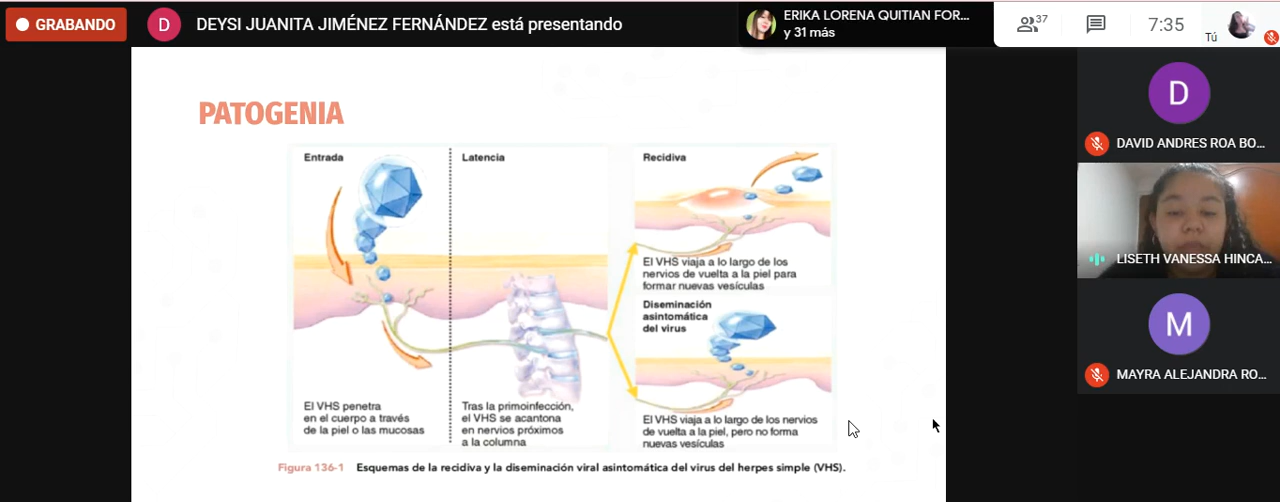 GRABANDO
D
DEYSI JUANITA JIMÉNEZ FERNÁNDEZ está presentando
ERIKA LORENA QUITIAN FOR...
y 31 más
37
7:35
Tú
PATOGENIA
Entrada
El VHS penetra
en el cuerpo a través
de la piel o las mucosas
Latencia
Tras la primoinfección,
el VHS se acantona
en nervios próximos
a la columna
Recidiva
El VHS viaja a lo largo de los
nervios de vuelta a la piel para
formar nuevas vesículas
Diseminación
asintomática
del virus
El VHS viaja a lo largo de los nervios
de vuelta a la piel, pero no forma
nuevas vesículas
Figura 136-1 Esquemas de la recidiva y la diseminación viral asintomática del virus del herpes simple (VHS).
D
DAVID ANDRES ROA BO...
LISETH VANESSA HINCA...
M
MAYRA ALEJANDRA RO...